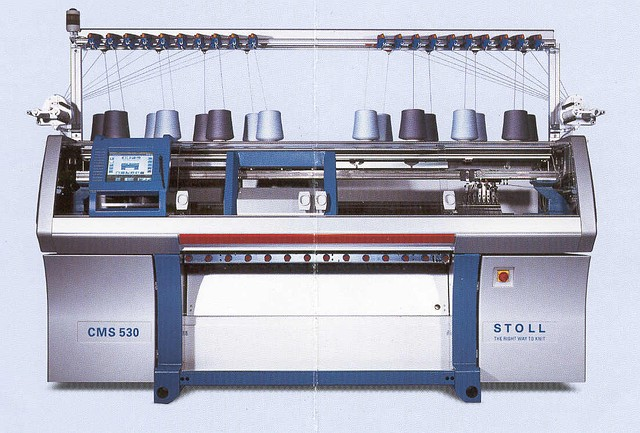 CMS 530
STOLL
THE RIGHT WAY TO KNIT